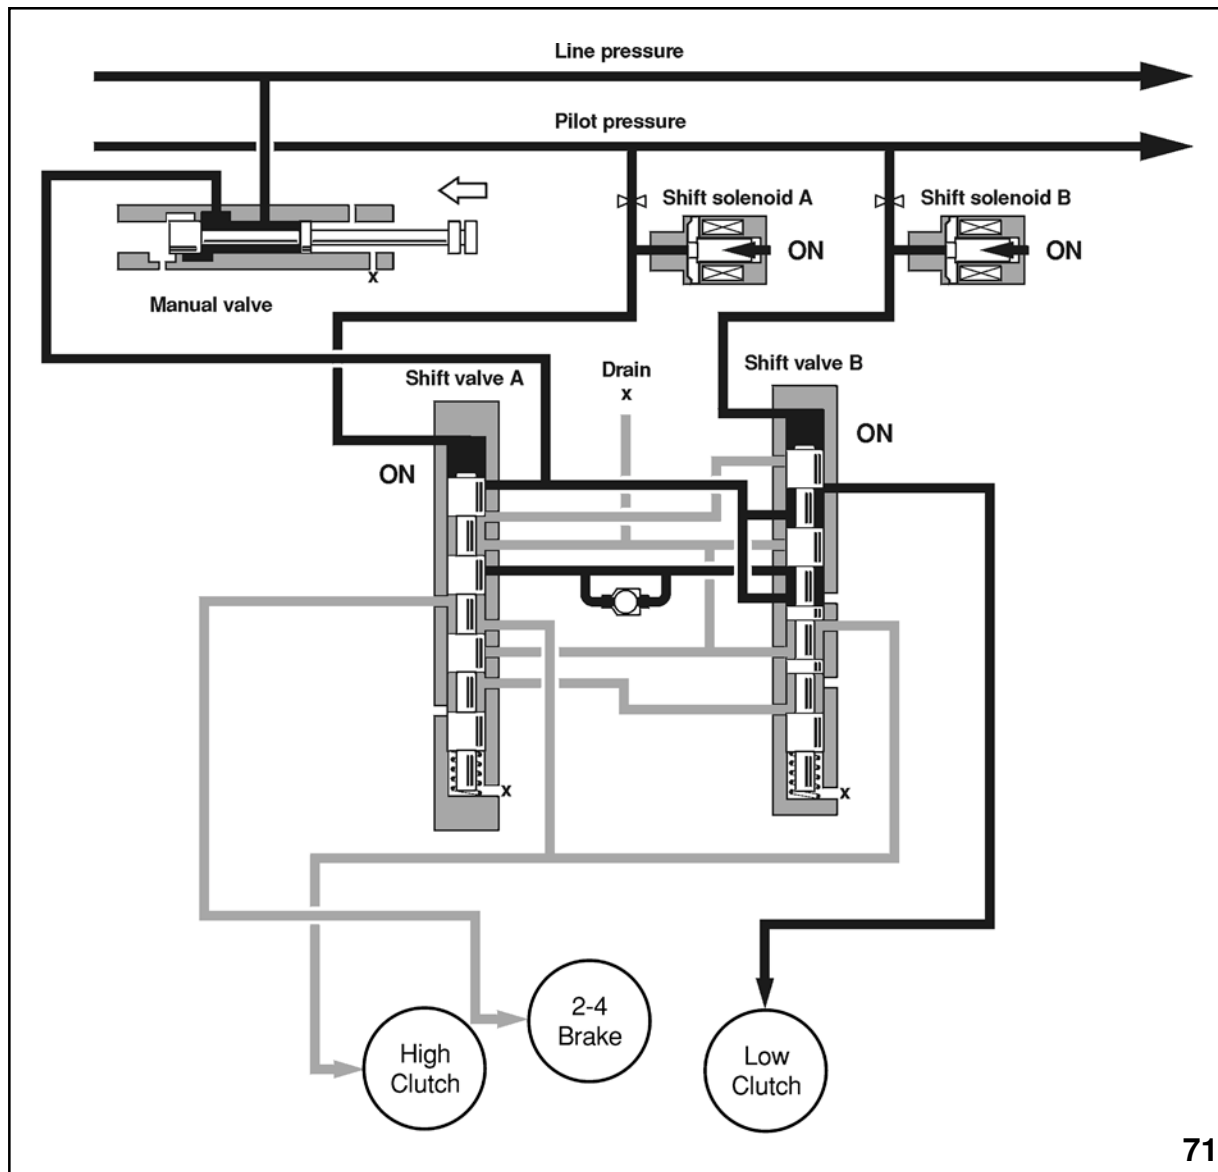 Line pressure
Pilot pressure
Shift solenoid A
Shift solenoid B
ON
ON
x
Manual valve
Shift valve A
Drain
x
Shift valve B
ON
ON
x
x
2-4
Brake
High
Clutch
Low
Clutch
71